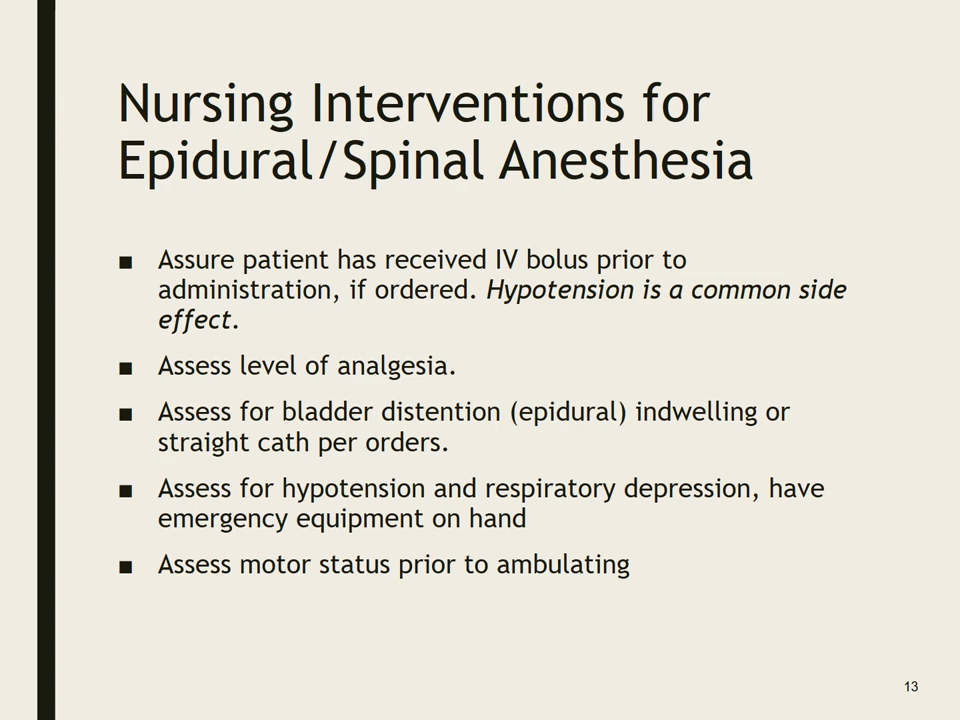 Nursing Interventions for
Epidural/Spinal Anesthesia
■ Assure patient has received IV bolus prior to
administration, if ordered. Hypotension is a common side
effect.
■ Assess level of analgesia.
■ Assess for bladder distention (epidural) indwelling or
straight cath per orders.
■ Assess for hypotension and respiratory depression, have
emergency equipment on hand
■ Assess motor status prior to ambulating
13